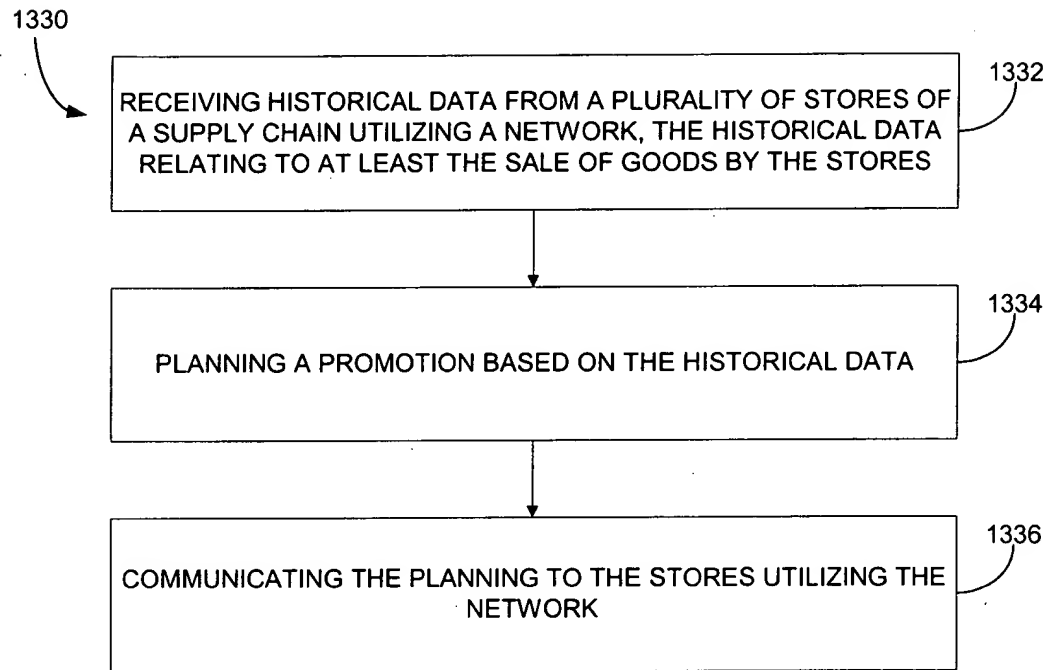 1330
1332
RECEIVING HISTORICAL DATA FROM A PLURALITY OF STORES OF
A SUPPLY CHAIN UTILIZING A NETWORK, THE HISTORICAL DATA
RELATING TO AT LEAST THE SALE OF GOODS BY THE STORES
1334
PLANNING A PROMOTION BASED ON THE HISTORICAL DATA
1336
COMMUNICATING THE PLANNING TO THE STORES UTILIZING THE
NETWORK